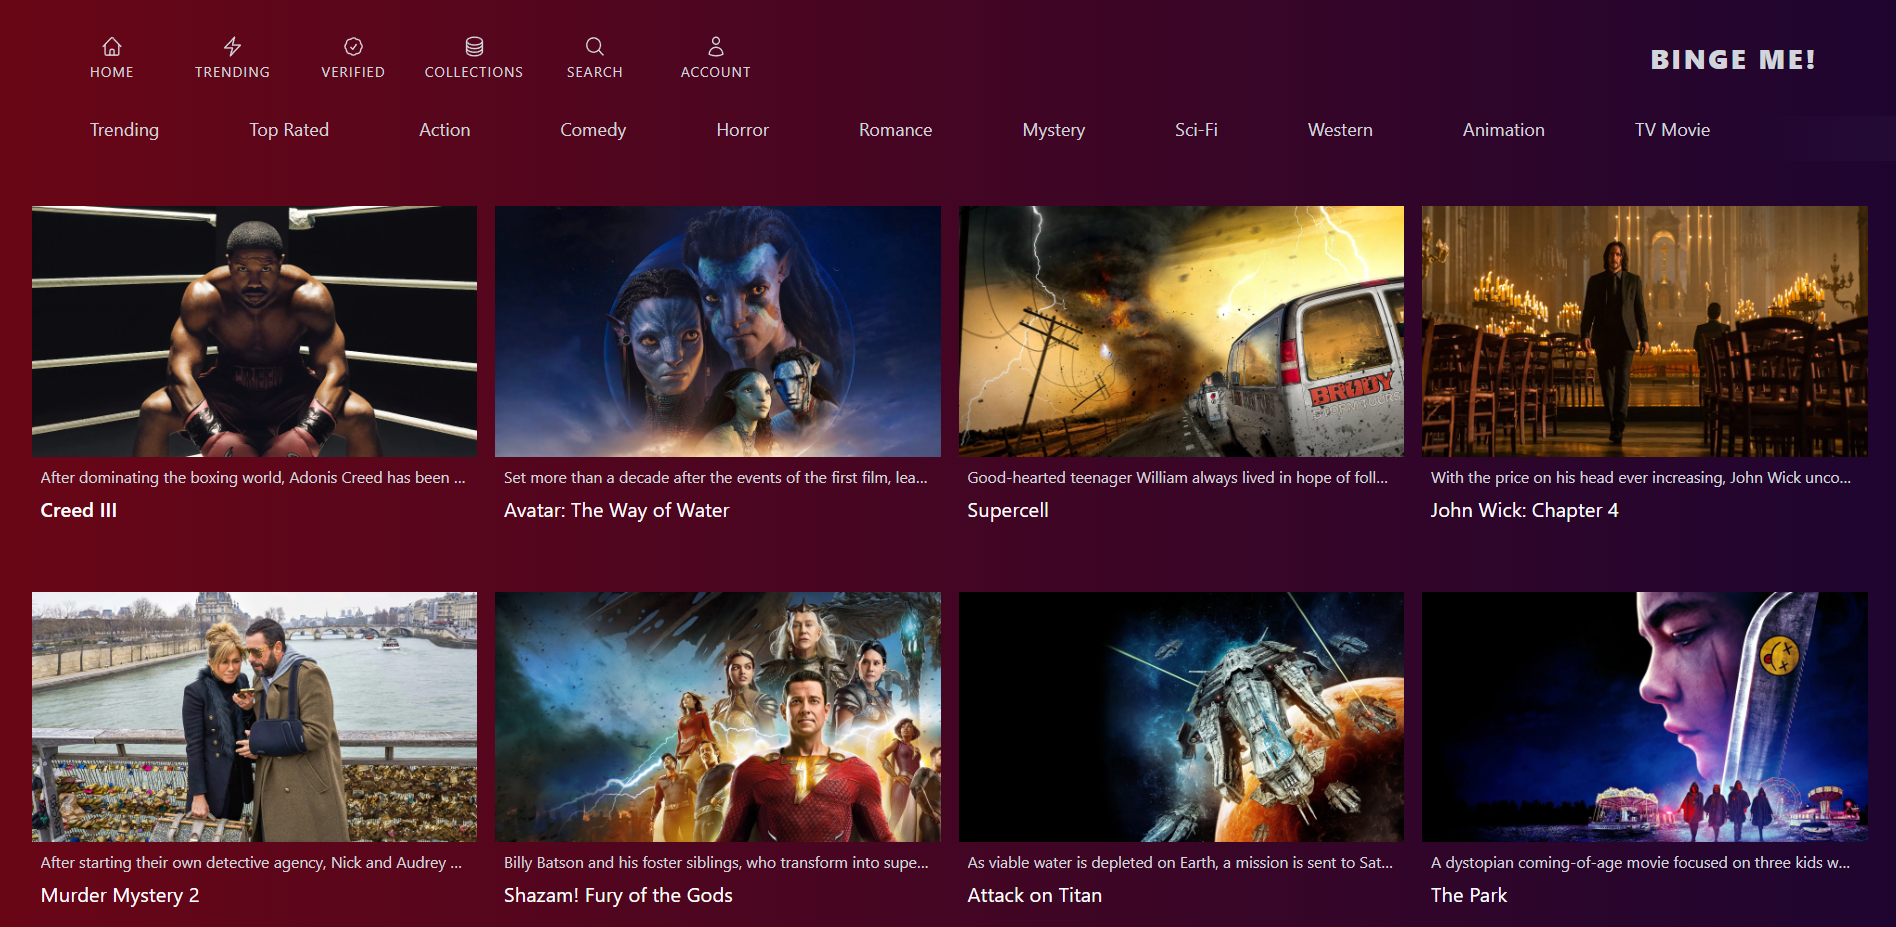 HOME TRENDING VERIFIED COLLECTIONS SEARCH ACCOUNT
BINGE ME!
Trending Top Rated Action Comedy Horror Romance Mystery Sci-Fi Western Animation TV Movie
BRODY
STORM TOURS
After dominating the boxing world, Adonis Creed has been ...
Creed III
Set more than a decade after the events of the first film, lea...
Avatar: The Way of Water
Good-hearted teenager William always lived in hope of foll...
Supercell
With the price on his head ever increasing, John Wick unco...
John Wick: Chapter 4
After starting their own detective agency, Nick and Audrey ...
Murder Mystery 2
Billy Batson and his foster siblings, who transform into supe...
Shazam! Fury of the Gods
As viable water is depleted on Earth, a mission is sent to Sat...
Attack on Titan
A dystopian coming-of-age movie focused on three kids w...
The Park